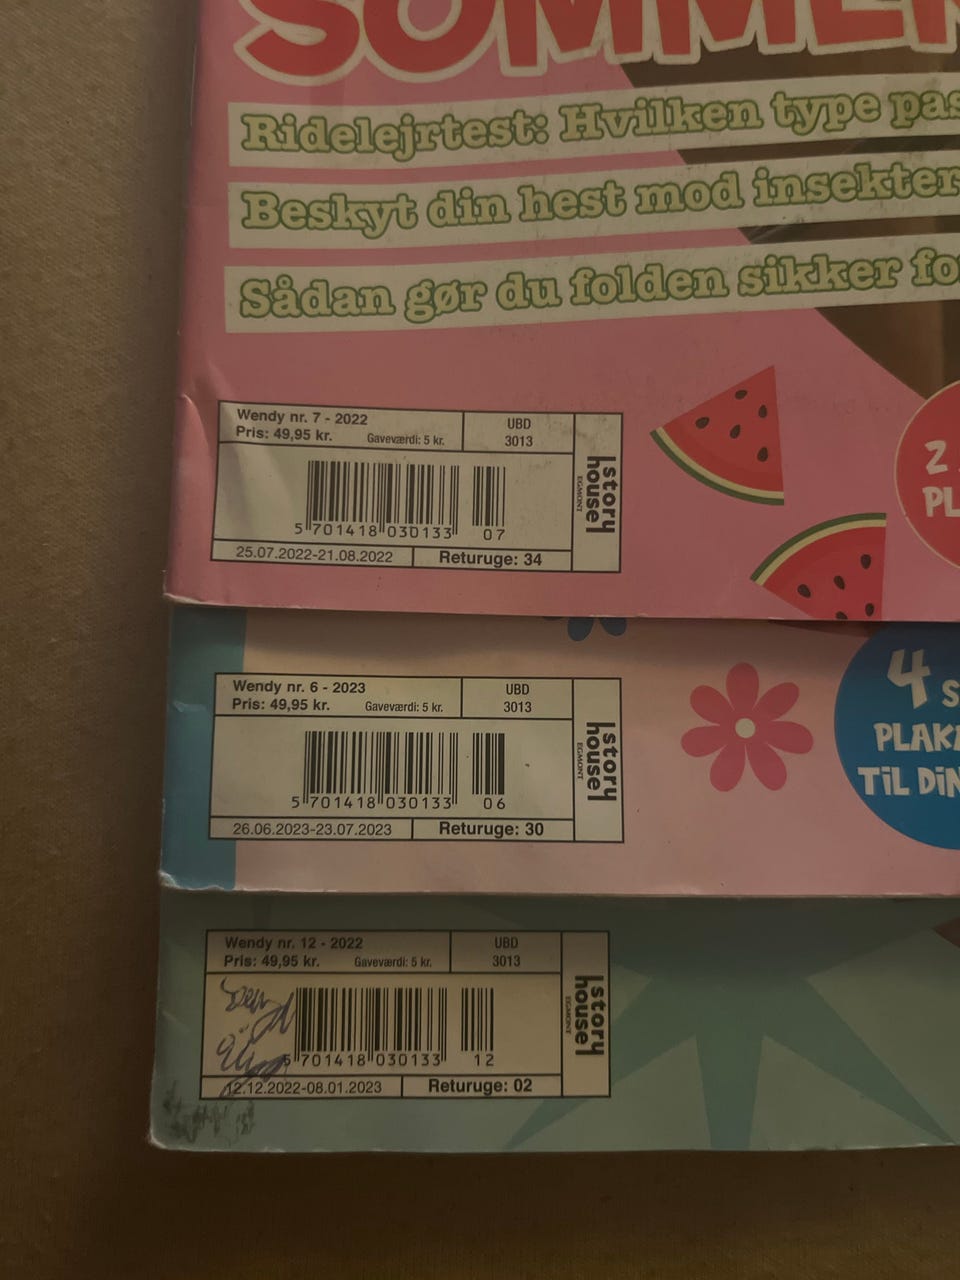 SOMMER
Ridelejrtest: Hvilken type
Beskyt din hest mod insekter
Sådan gør du folden sikker
Wendy nr. 7 - 2022
Pris: 49,95 kr. Gaveværdi: 5 kr.
UBD
3013
story
house
EGMONT
5 701418 030133 07
25.07.2022-21.08.2022
Returuge: 34
2
Wendy nr. 6 - 2023
Pris: 49,95 kr. Gaveværdi: 5 kr.
UBD
3013
story
house
EGMONT
5 701418 030133 06
26.06.2023-23.07.2023
Returuge: 30
4
TiL
Wendy nr. 12 - 2022
Pris: 49,95 kr. Gaveværdi: 5 kr.
UBD
3013
story
house
EGMONT
5 701418 030133 12
12.12.2022-08.01.2023
Returuge: 02